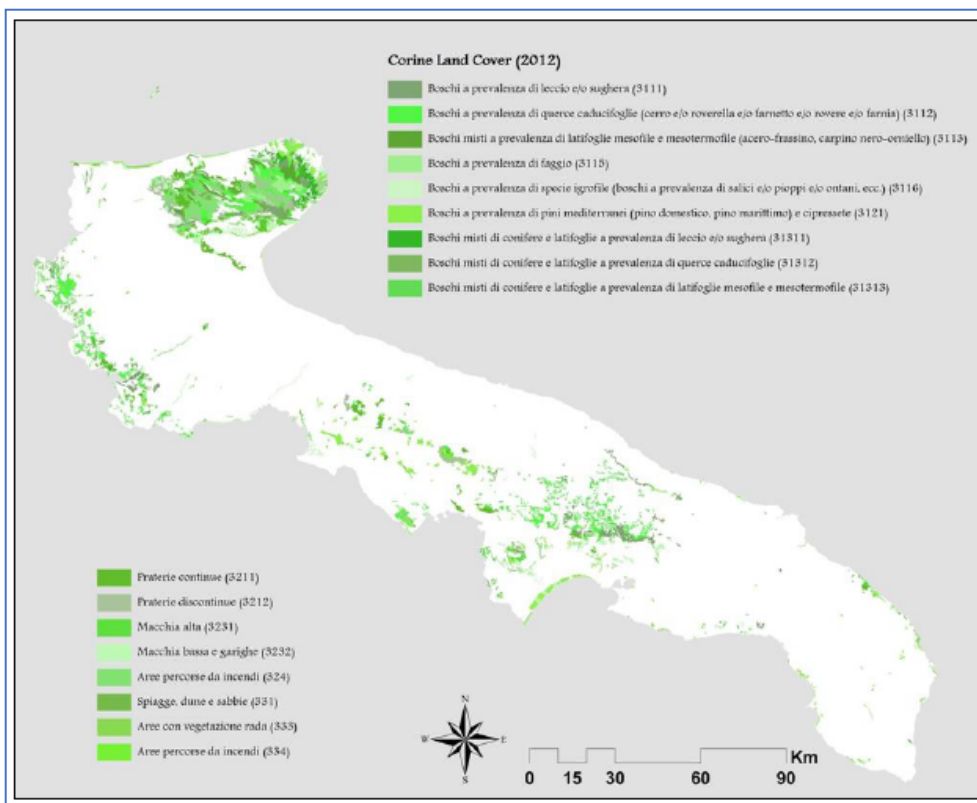 Corine Land Cover (2012)
Boschi a prevalenza di leccio e/o sughera (3111)
Boschi a prevalenza di querce caducifoglie (cerro e/o roverella e/o farnetto e/o rovere e/o farnia) (3112)
Boschi misti a prevalenza di latifoglie mesofile e mesotermofile (acero-frassino, carpino nero-orniello) (3113)
Boschi a prevalenza di faggio (3115)
Boschi a prevalenza di specie igrofile (boschi a prevalenza di salici e/o pioppi e/o ontani, ecc.) (3116)
Boschi a prevalenza di pini mediterranei (pino domestico, pino marittimo) e cipressete (3121)
Boschi misti di conifere e latifoglie a prevalenza di leccio e/o sughera (31311)
Boschi misti di conifere e latifoglie a prevalenza di querce caducifoglie (31312)
Boschi misti di conifere e latifoglie a prevalenza di latifoglie mesofile e mesotermofile (31313)
Praterie continue (3211)
Praterie discontinue (3212)
Macchia alta (3231)
Macchia bassa e garighe (3232)
Aree percorse da incendi (324)
Spiagge, dune e sabbie (331)
Aree con vegetazione rada (333)
Aree percorse da incendi (334)
N
W E
S
Km
0 15 30 60 90